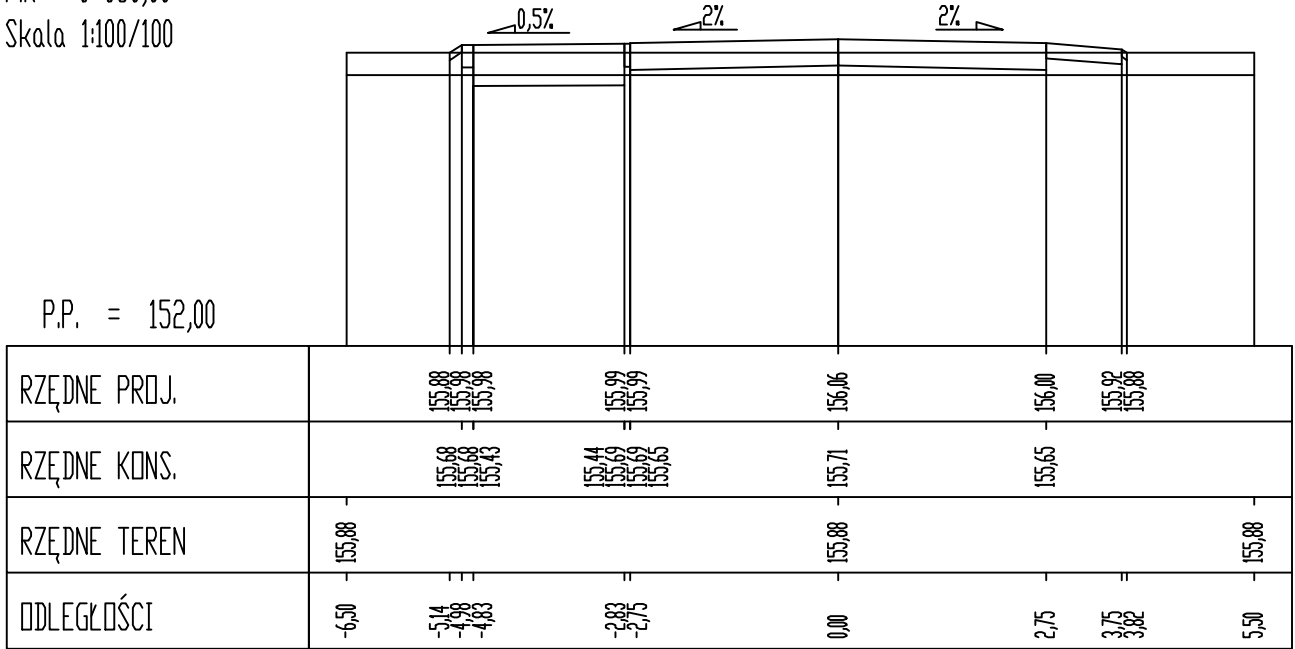 0,5% 2% 2%
Skala 1:100/100
P.P. = 152,00
RZĘDNE PROJ. 155,88 155,98 155,98 155,99 155,99 156,06 156,00 155,92 155,88
RZĘDNE KONS. 155,68 155,68 155,43 155,44 155,69 155,69 155,65 155,71 155,65
RZĘDNE TEREN 155,88 155,88 155,88
ODLEGŁOŚCI -6,50 -5,14 -4,98 -4,83 -2,83 -2,75 0,00 2,75 3,75 3,82 5,50